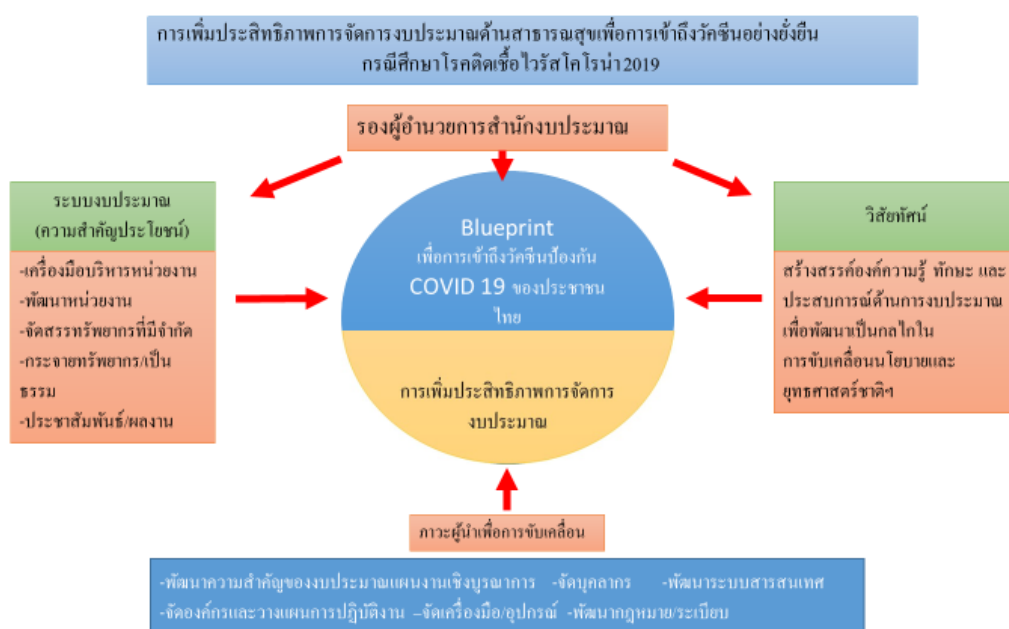 การเพิ่มประสิทธิภาพการจัดการงบประมาณด้านสาธารณสุขเพื่อการเข้าถึงวัคซีนอย่างยั่งยืน
กรณีศึกษาโรคติดเชื้อไวรัสโคโรน่า 2019
รองผู้อำนวยการสำนักงบประมาณ
ระบบงบประมาณ
(ความสำคัญประโยชน์)
-เครื่องมือบริหารหน่วยงาน
-พัฒนาหน่วยงาน
-จัดสรรทรัพยากรที่มีจำกัด
-กระจายทรัพยากร/เป็น
ธรรม
-ประชาสัมพันธ์/ผลงาน
Blueprint
เพื่อการเข้าถึงวัคซีนป้องกัน
COVID 19 ของประชาชน
ไทย
การเพิ่มประสิทธิภาพการจัดการ
งบประมาณ
วิสัยทัศน์
สร้างสรรค์องค์ความรู้ ทักษะ และ
ประสบการณ์ด้านการงบประมาณ
เพื่อพัฒนาเป็นกลไกใน
การขับเคลื่อนนโยบายและ
ยุทธศาสตร์ชาติฯ
ภาวะผู้นำเพื่อการขับเคลื่อน
-พัฒนาความสำคัญของงบประมาณแผนงานเชิงบูรณาการ -จัดบุคลากร -พัฒนาระบบสารสนเทศ
-จัดองค์กรและวางแผนการปฏิบัติงาน –จัดเครื่องมือ/อุปกรณ์ -พัฒนากฎหมาย/ระเบียบ